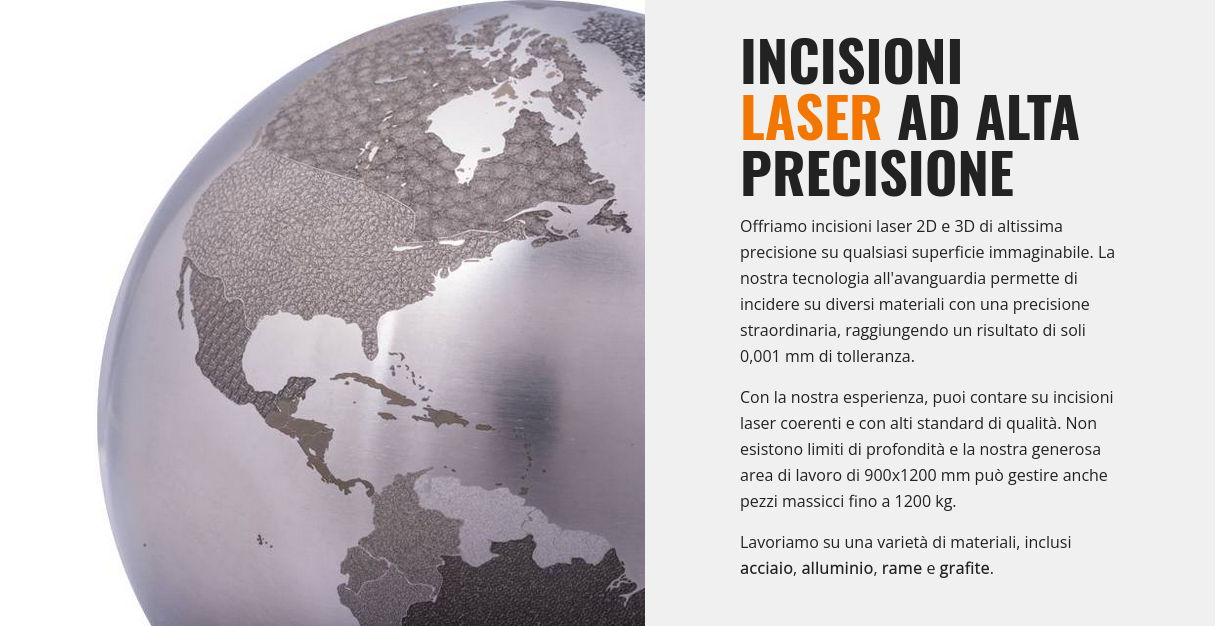 INCISIONI
LASER AD ALTA
PRECISIONE
Offriamo incisioni laser 2D e 3D di altissima
precisione su qualsiasi superficie immaginabile. La
nostra tecnologia all'avanguardia permette di
incidere su diversi materiali con una precisione
straordinaria, raggiungendo un risultato di soli
0,001 mm di tolleranza.
Con la nostra esperienza, puoi contare su incisioni
laser coerenti e con alti standard di qualità. Non
esistono limiti di profondità e la nostra generosa
area di lavoro di 900x1200 mm può gestire anche
pezzi massicci fino a 1200 kg.
Lavoriamo su una varietà di materiali, inclusi
acciaio, alluminio, rame e grafite.